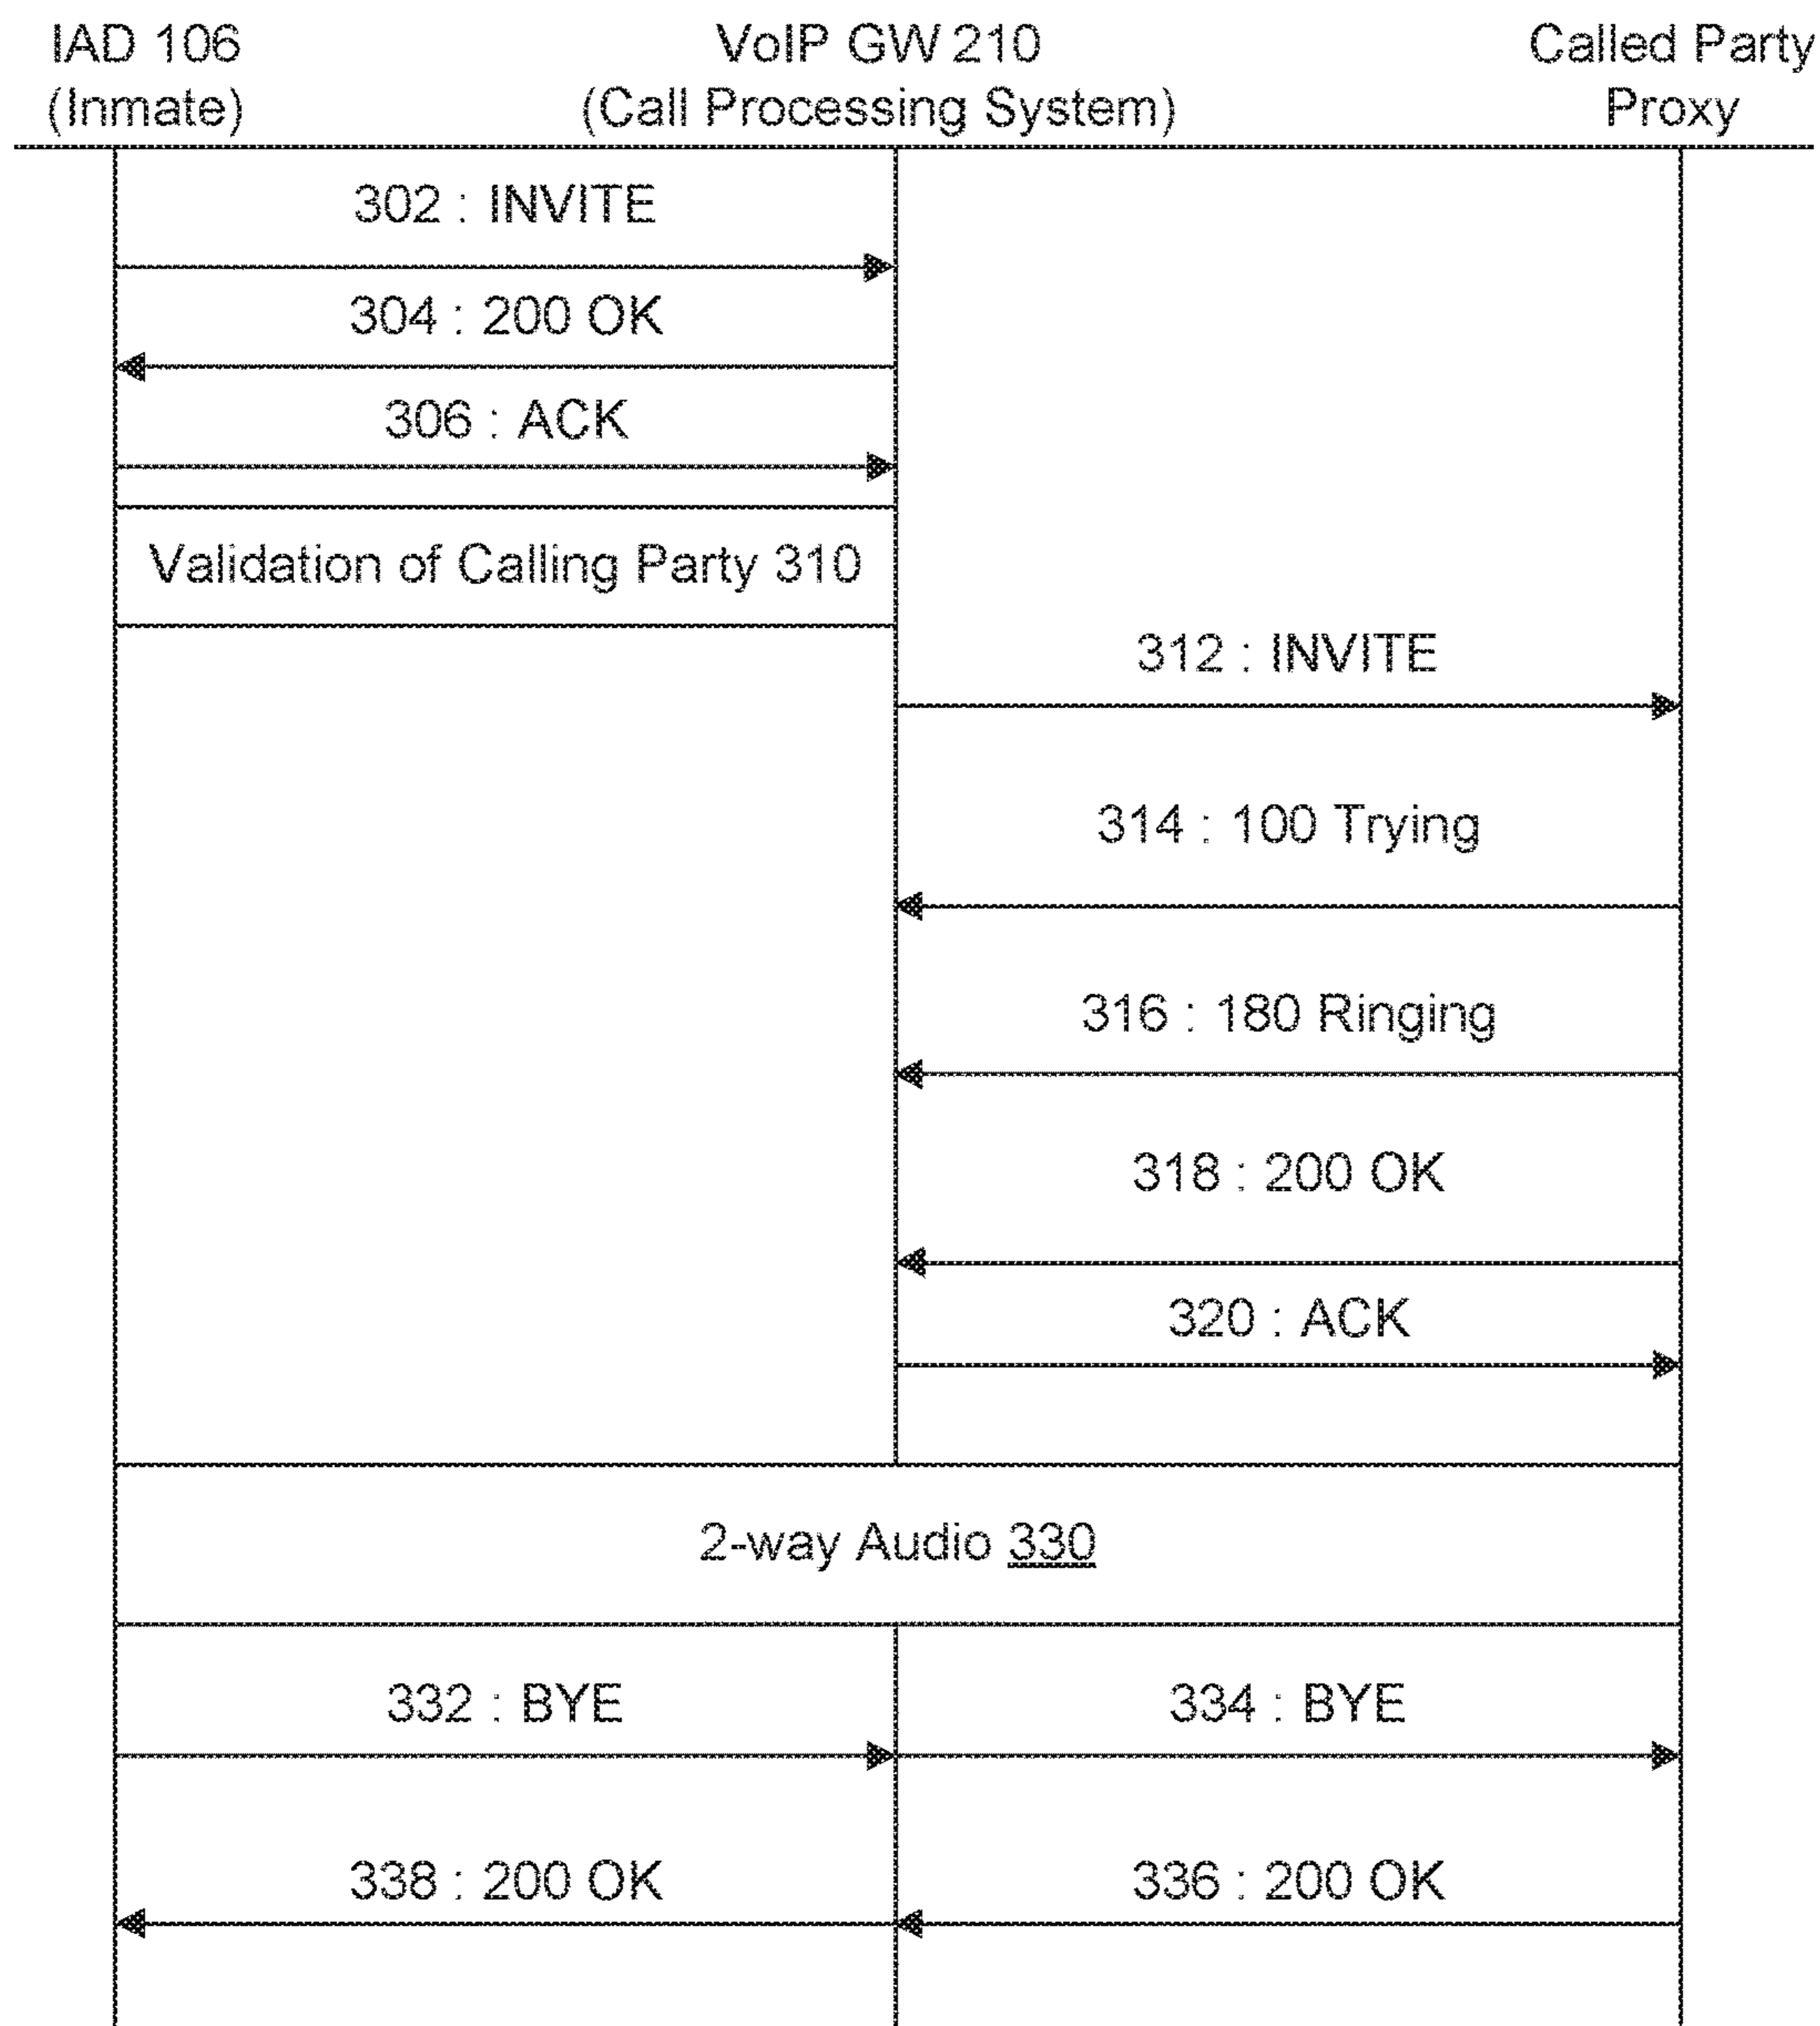 IAD 106
(Inmate)
VoIP GW 210
(Call Processing System)
Called Party
Proxy
302 : INVITE
304 : 200 OK
306 : ACK
Validation of Calling Party 310
312 : INVITE
314 : 100 Trying
316 : 180 Ringing
318 : 200 OK
320 : ACK
2-way Audio 330
332 : BYE
334 : BYE
338 : 200 OK
336 : 200 OK